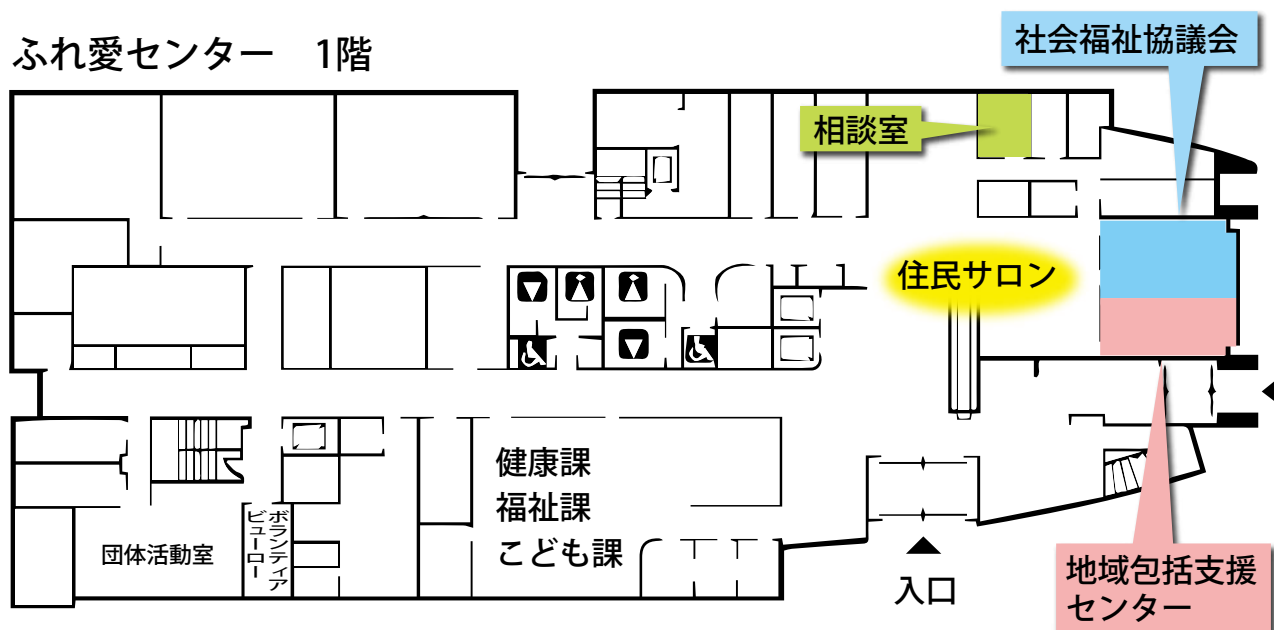 ふれ愛センター　1階
社会福祉協議会
相談室
住民サロン
健康課
福祉課
こども課
ボランティア
ビューロー
団体活動室
入口
地域包括支援
センター